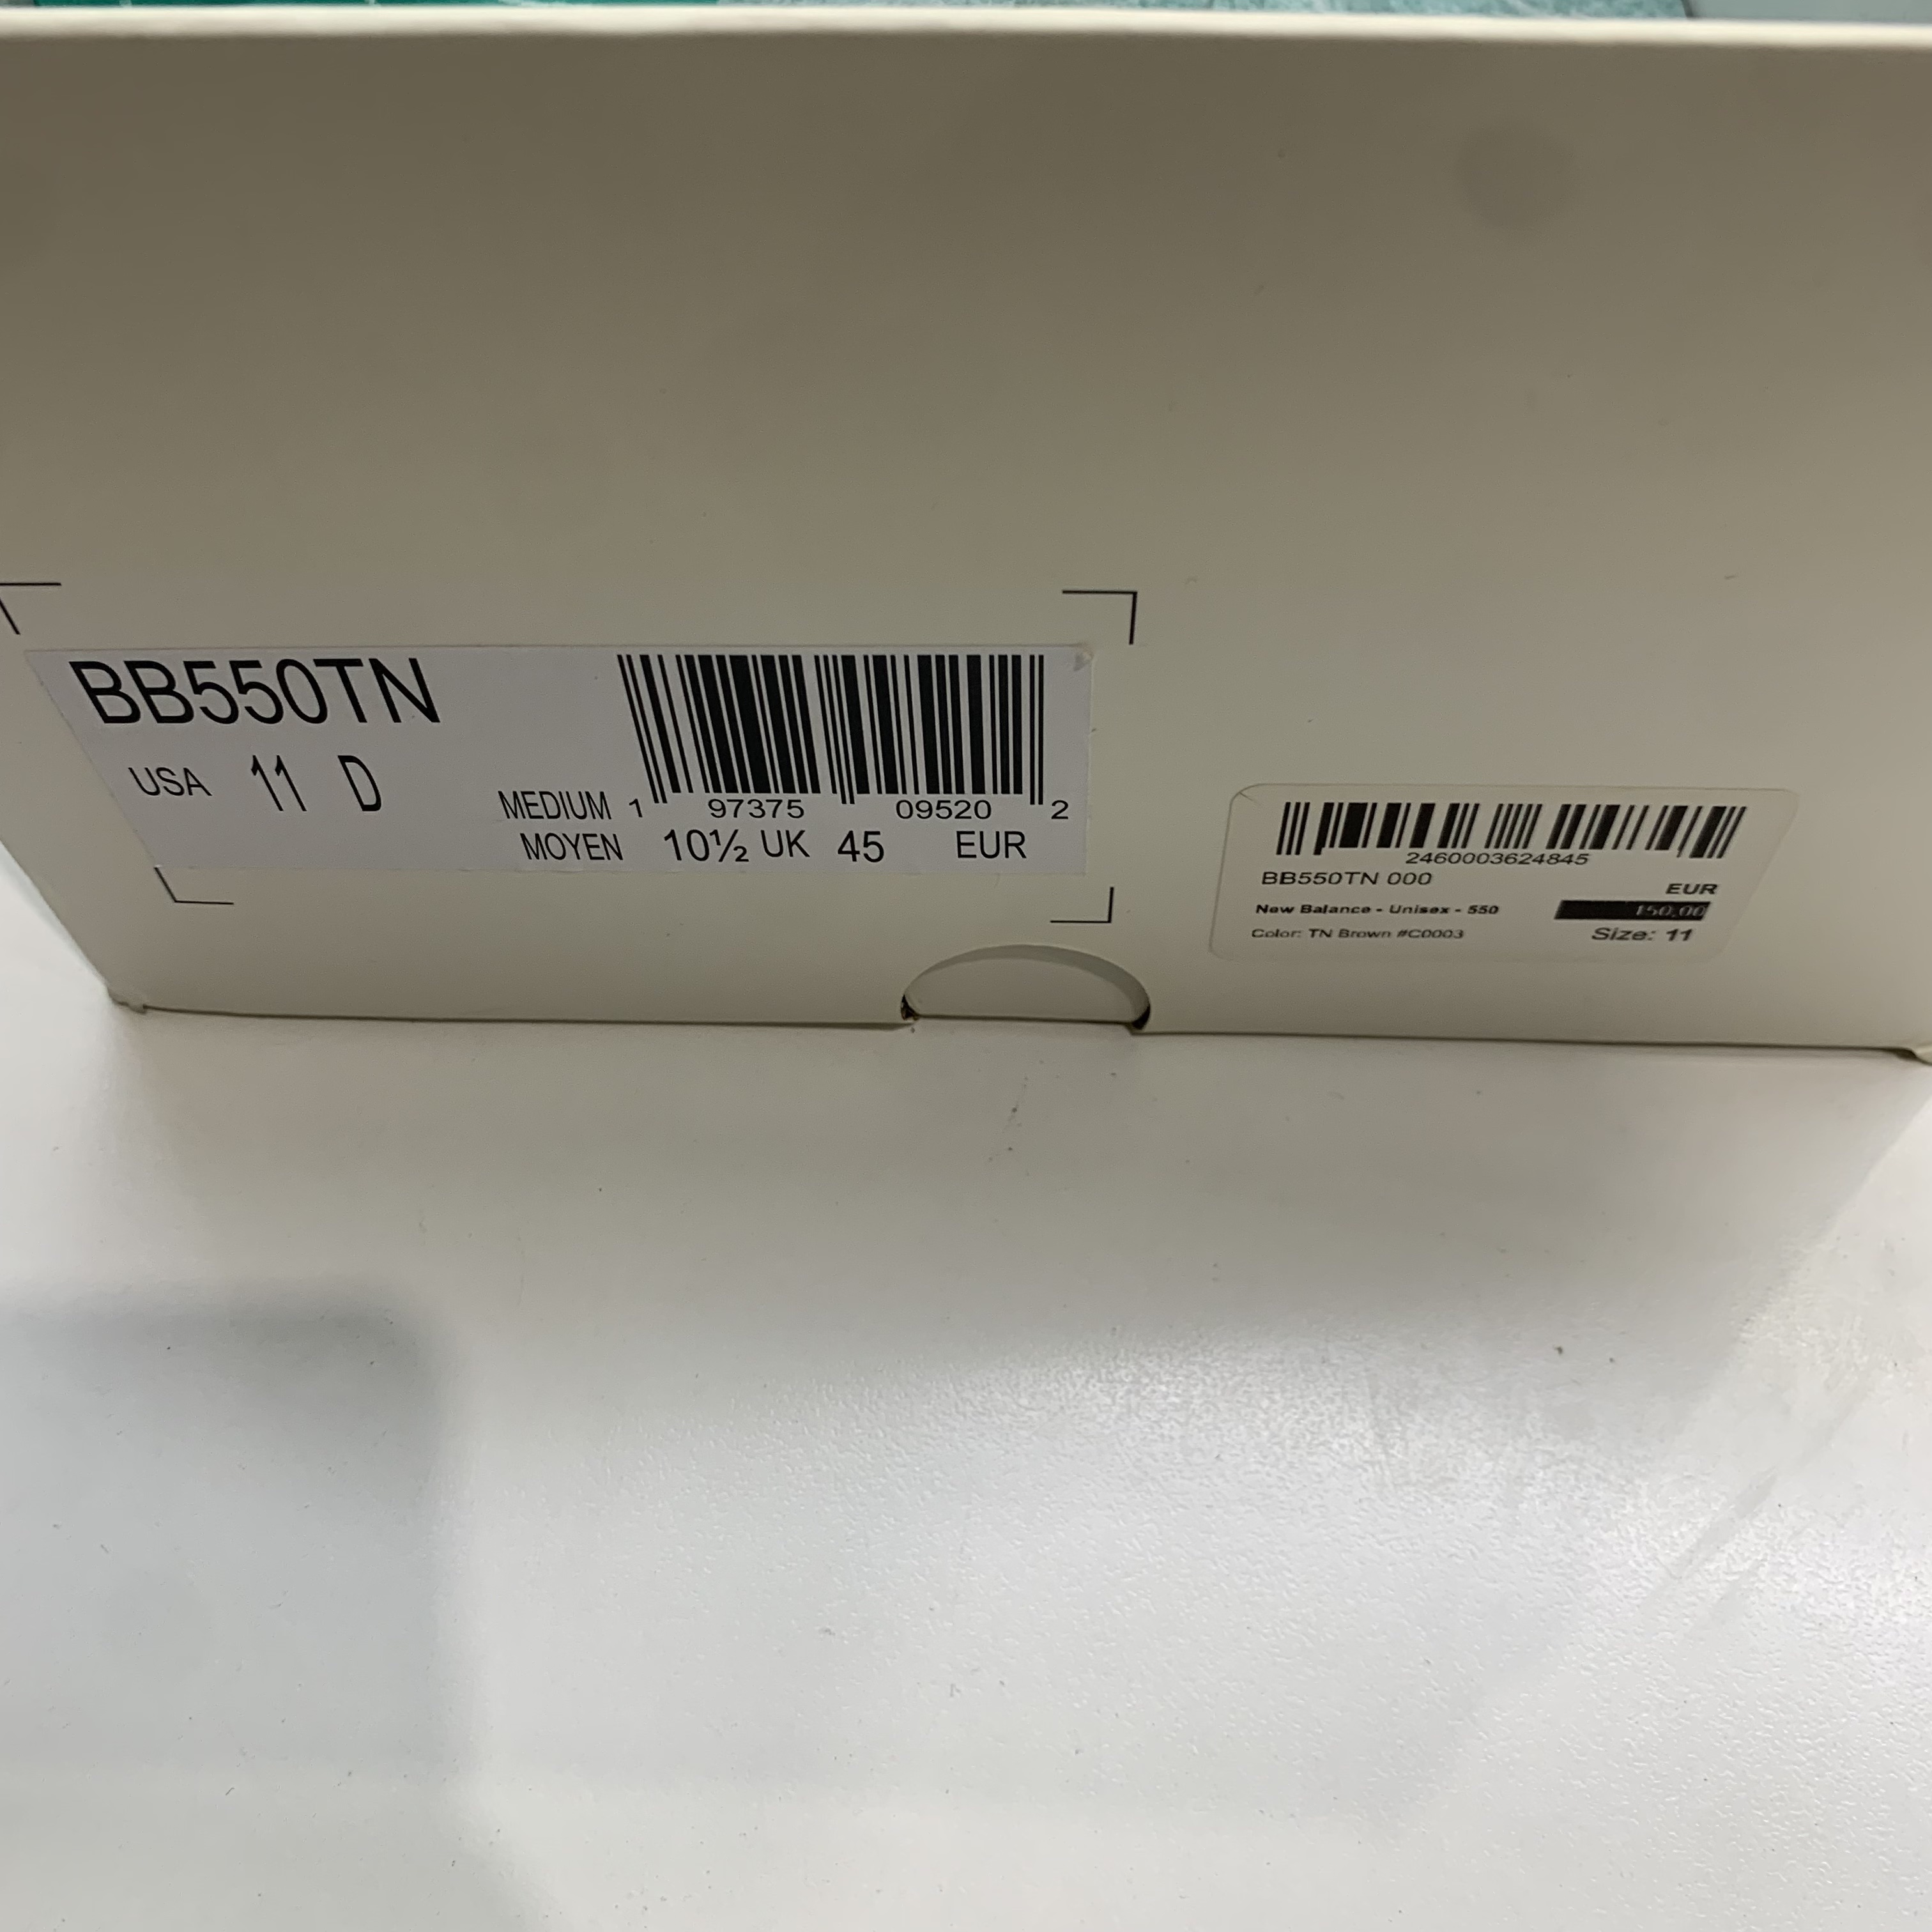 BB550TN
USA 11 D
MEDIUM 1 97375 09520 2
MOYEN 10½ UK 45 EUR
2460003624845
BB550TN 000
EUR
New Balance - Unisex - 550
150,00
Color: TN Brown #C0003
Size: 11